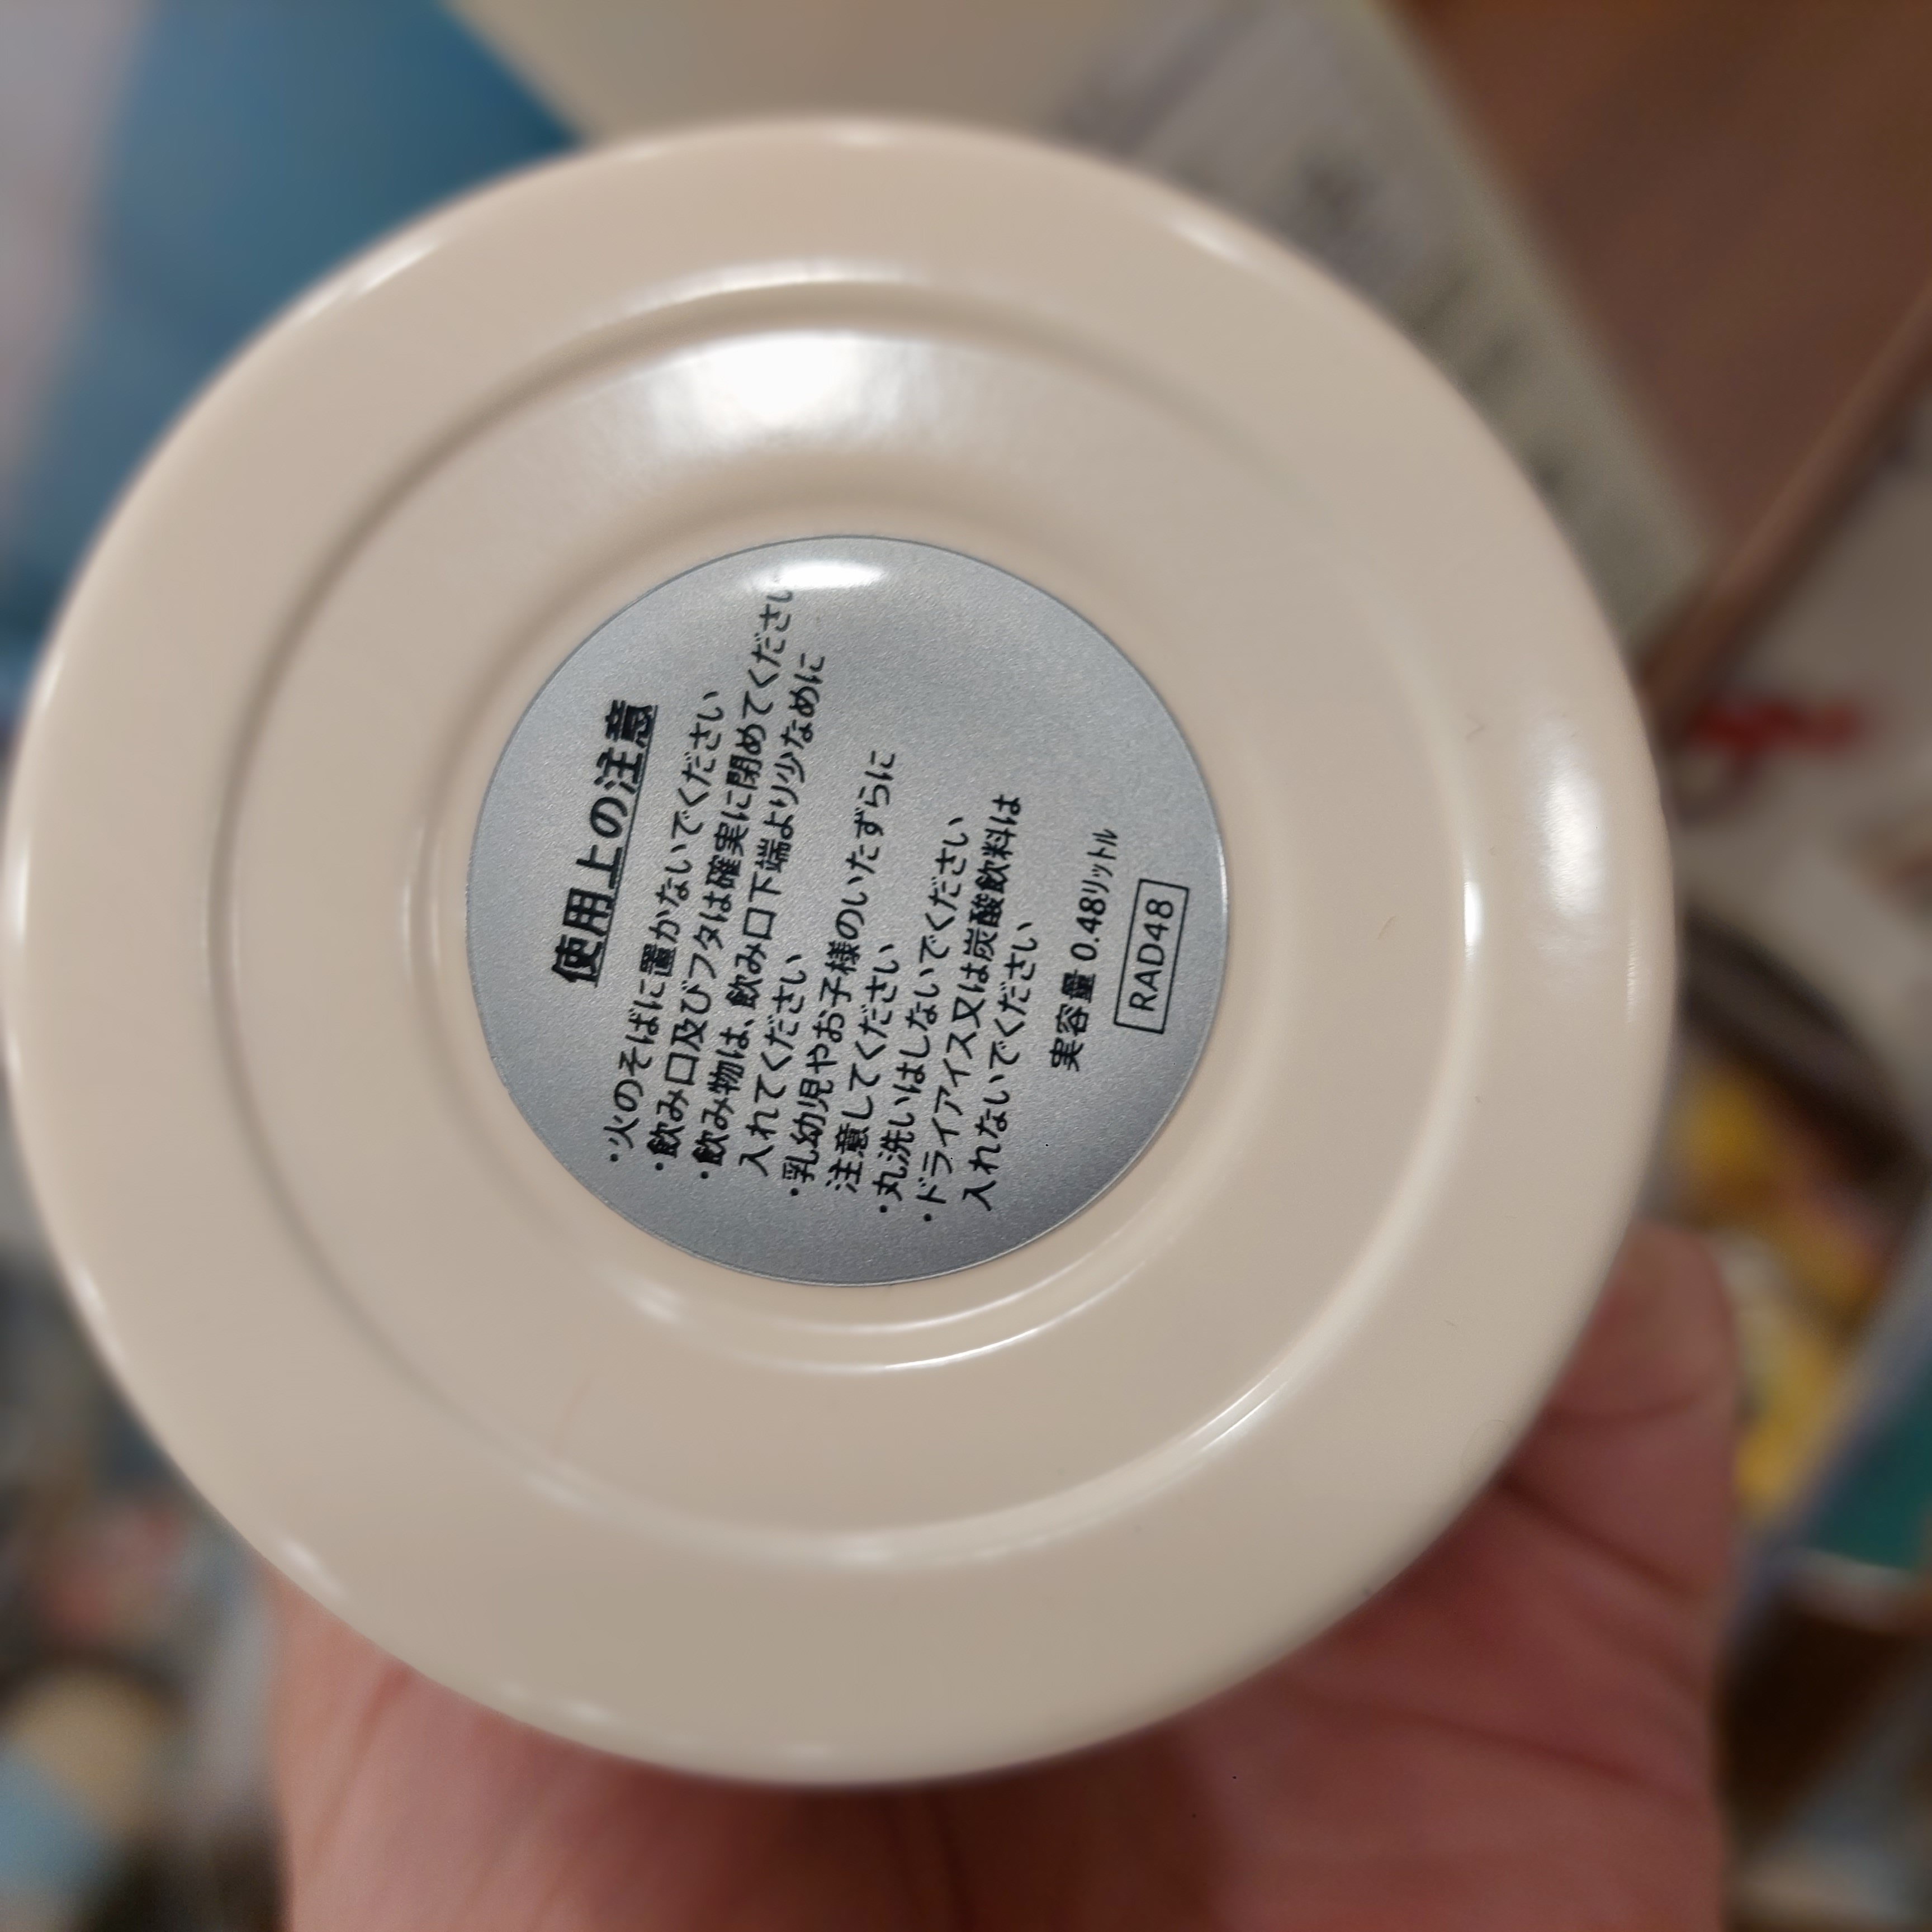 使用上の注意
・火のそばに置かないでください
・飲み口及びフタは確実に閉めてください
・飲み物は、飲み口下端より少なめに
入れてください
・乳幼児やお子様のいたずらに
注意してください
・丸洗いはしないでください
・ドライアイス又は炭酸飲料は
入れないでください
実容量 0.48リットル
RAD48